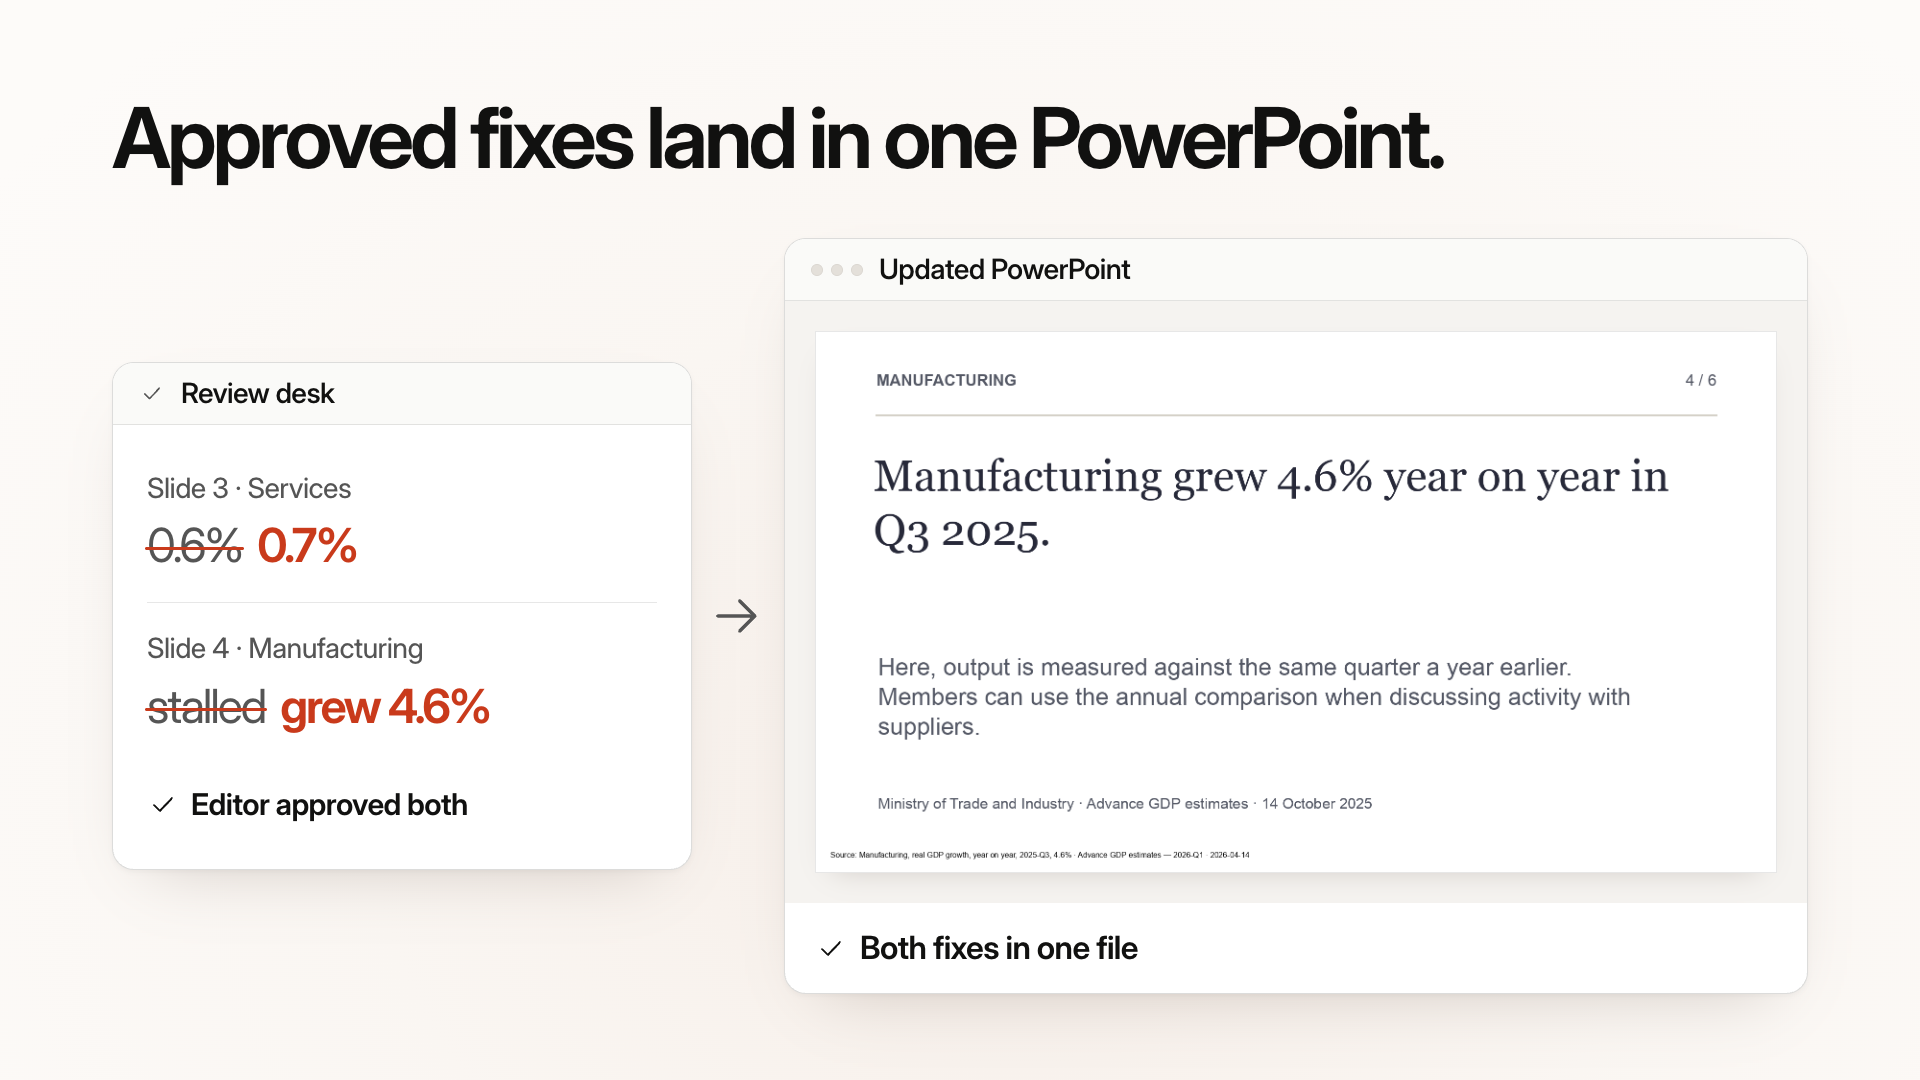 Approved fixes land in one PowerPoint.
Review desk
Slide 3 · Services
0.6% 0.7%
Slide 4 · Manufacturing
stalled grew 4.6%
Editor approved both
Updated PowerPoint
MANUFACTURING 4 / 6
Manufacturing grew 4.6% year on year in
Q3 2025.
Here, output is measured against the same quarter a year earlier.
Members can use the annual comparison when discussing activity with
suppliers.
Ministry of Trade and Industry · Advance GDP estimates · 14 October 2025
Source: Manufacturing, real GDP growth, year on year, 2025-Q3, 4.6% · Advance GDP estimates — 2026-Q1 · 2026-04-14
Both fixes in one file